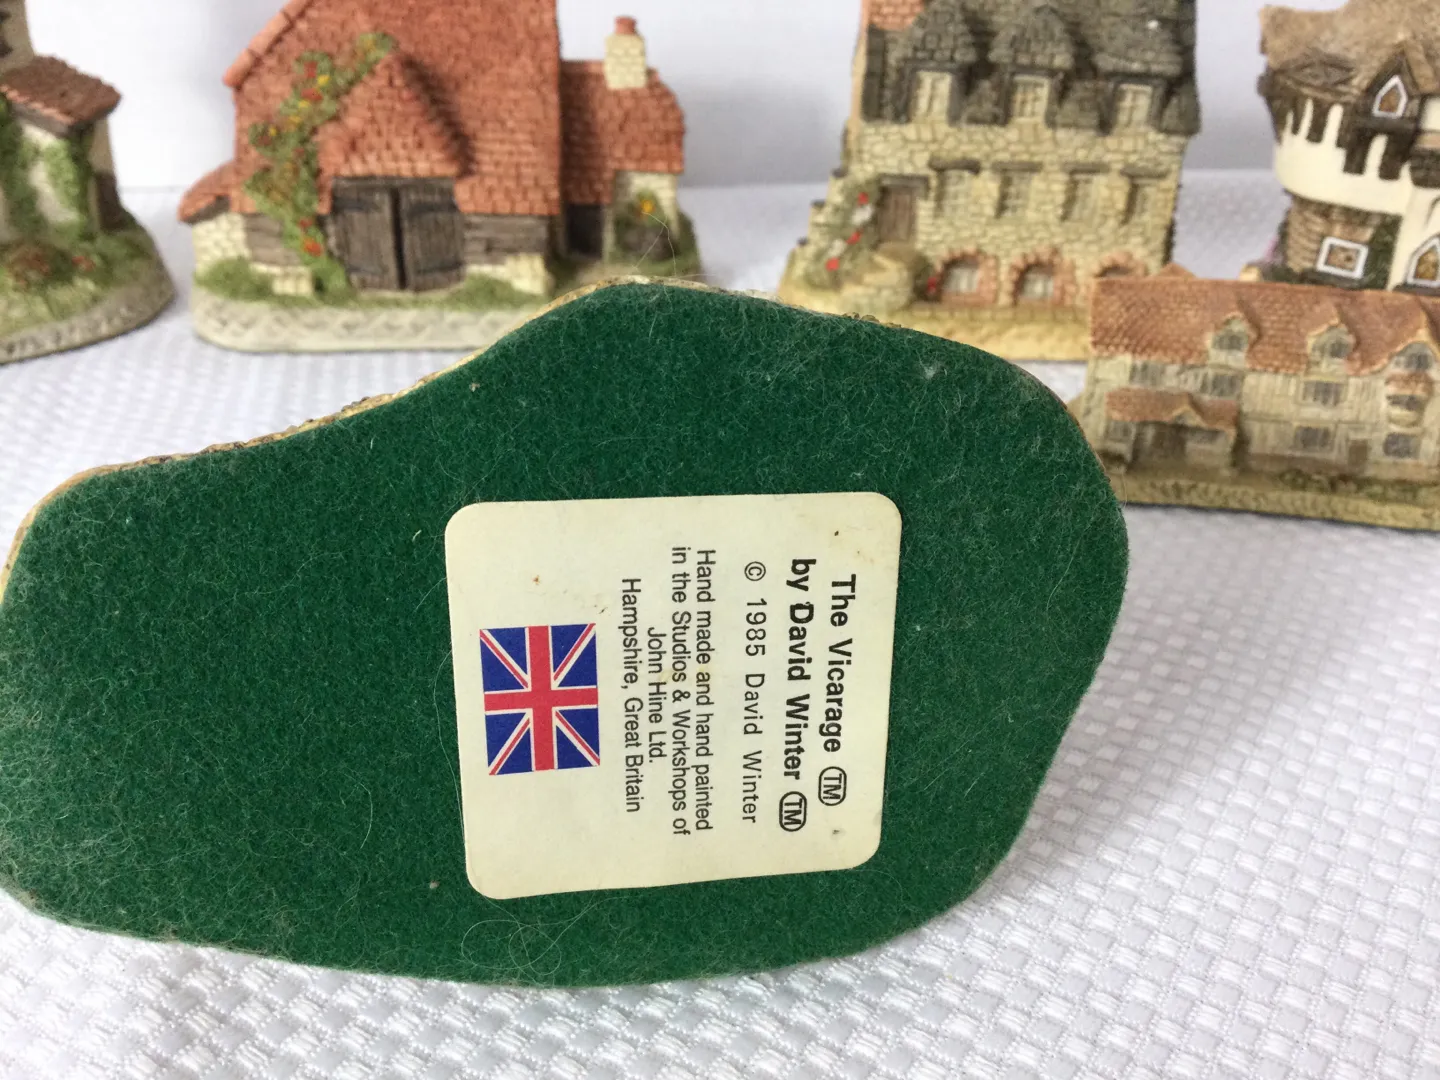 The Vicarage TM
by David Winter TM
© 1985 David Winter
Hand made and hand painted
in the Studios & Workshops of
John Hine Ltd.
Hampshire, Great Britain